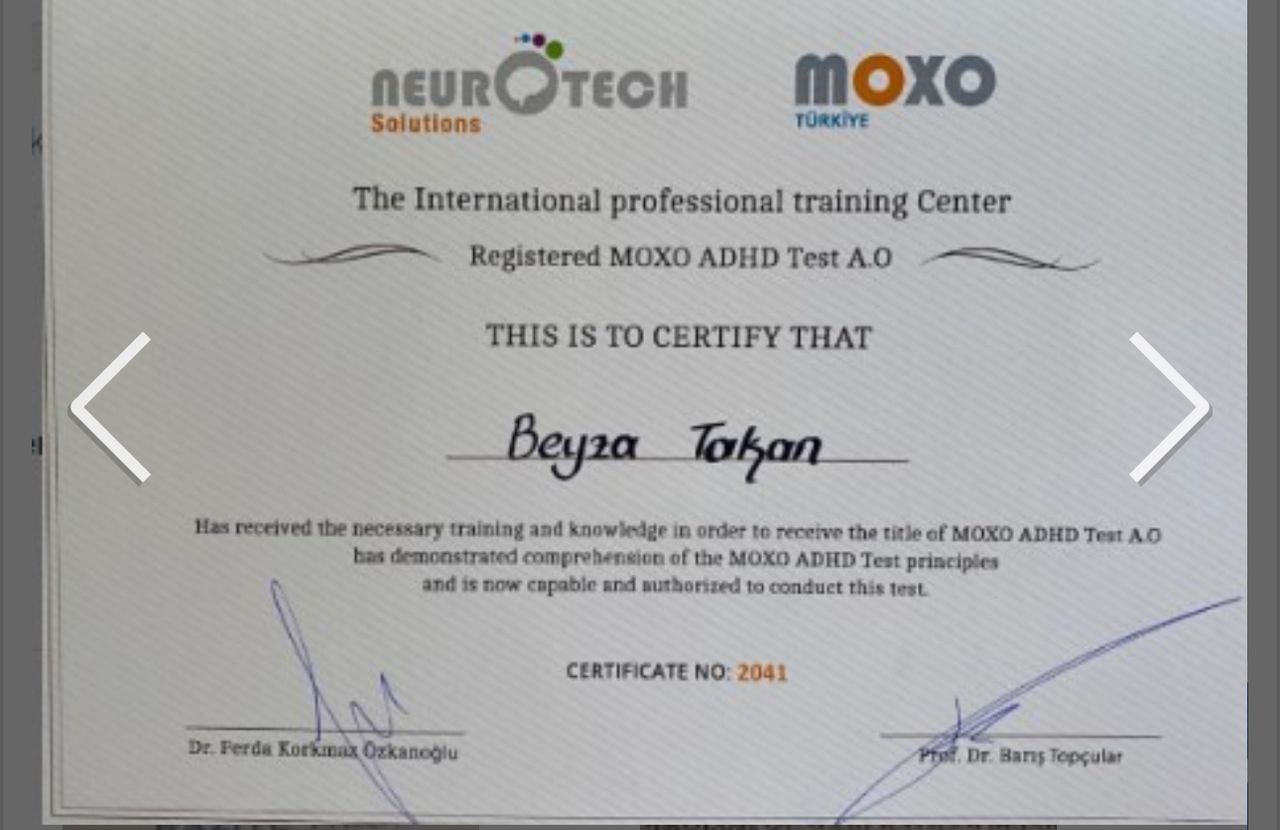 NEUROTECH
Solutions
MOXO
TÜRKİYE
The International professional training Center
Registered MOXO ADHD Test A.O
THIS IS TO CERTIFY THAT
Beyza
Has received the necessary training and knowledge in order to receive the title of MOXO ADHD Test A.O
has demonstrated comprehension of the MOXO ADHD Test principles
and is now capable and authorized to conduct this test.
CERTIFICATE NO: 2041
Dr. Ferda Korkmaz Özkanoğlu
Prof. Dr. Barış Topçular